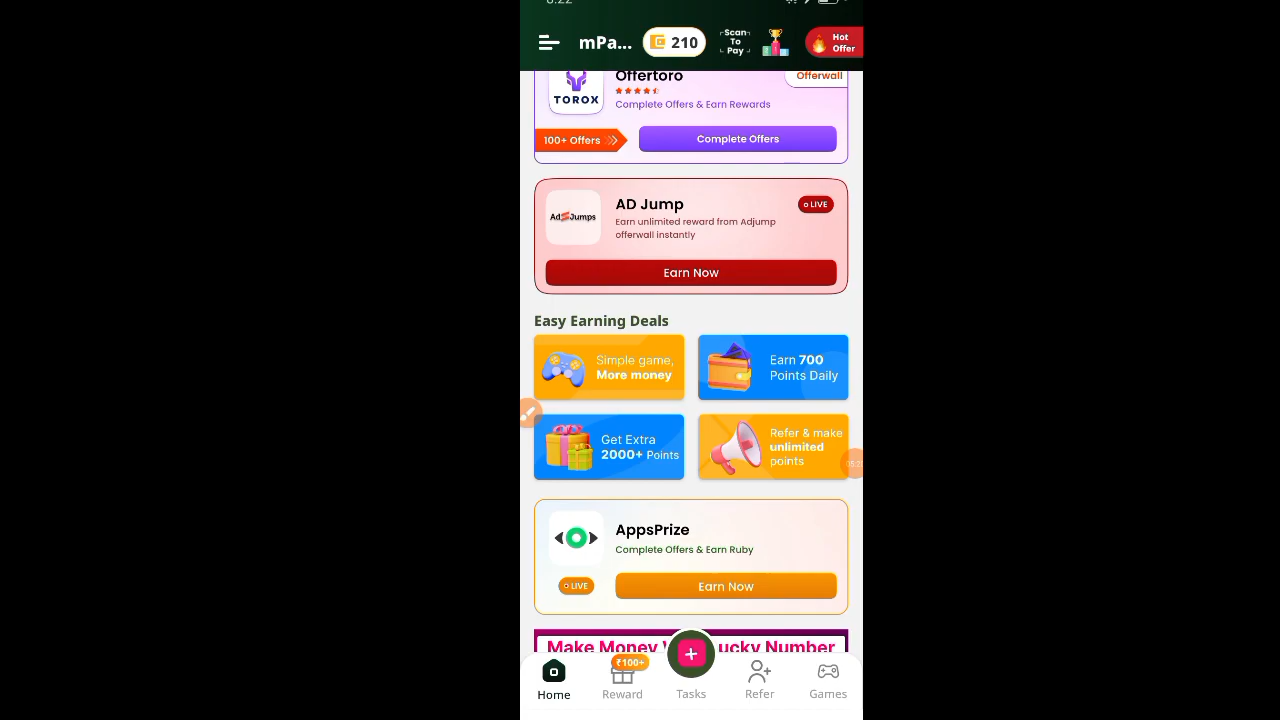 mPa... 210 Scan To Pay Hot Offer
Offertoro
Offerwall
TOROX
Complete Offers & Earn Rewards
100+ Offers
Complete Offers
AD Jump
LIVE
AdJumps
Earn unlimited reward from Adjump
offerwall instantly
Earn Now
Easy Earning Deals
Simple game,
More money
Earn 700
Points Daily
Get Extra
2000+ Points
Refer & make
unlimited
points
AppsPrize
Complete Offers & Earn Ruby
LIVE
Earn Now
Make Money
ucky Number
₹100+
Home
Reward
Tasks
Refer
Games